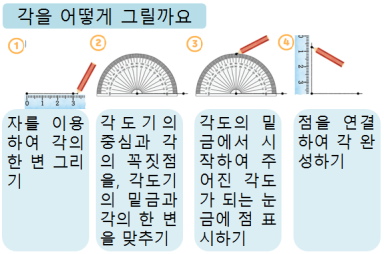 각을 어떻게 그릴까요
①
②
③
④
0 1 2 3
자를 이용
하여 각의
한 변 그리
기
각도기의
중심과 각
의 꼭짓점
을, 각도기
의 밑금과
각의 한 변
을 맞추기
각도의 밑
금에서 시
작하여 주
어진 각도
가 되는 눈
금에 점 표
시하기
점을 연결
하여 각 완
성하기